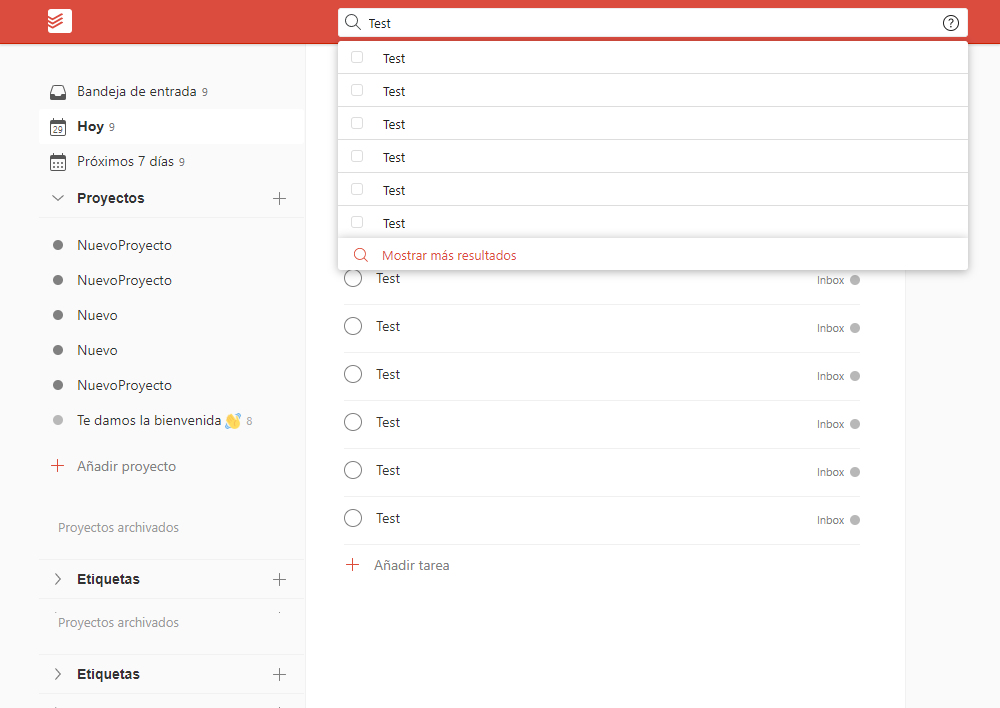 Test
Test
Test
Test
Test
Test
Test
Mostrar más resultados
Bandeja de entrada 9
29 Hoy 9
Próximos 7 días 9
Proyectos
NuevoProyecto
NuevoProyecto
Nuevo
Nuevo
NuevoProyecto
Te damos la bienvenida 👋 8
Añadir proyecto
Proyectos archivados
Etiquetas
Proyectos archivados
Etiquetas
Test Inbox
Test Inbox
Test Inbox
Test Inbox
Test Inbox
Test Inbox
Añadir tarea